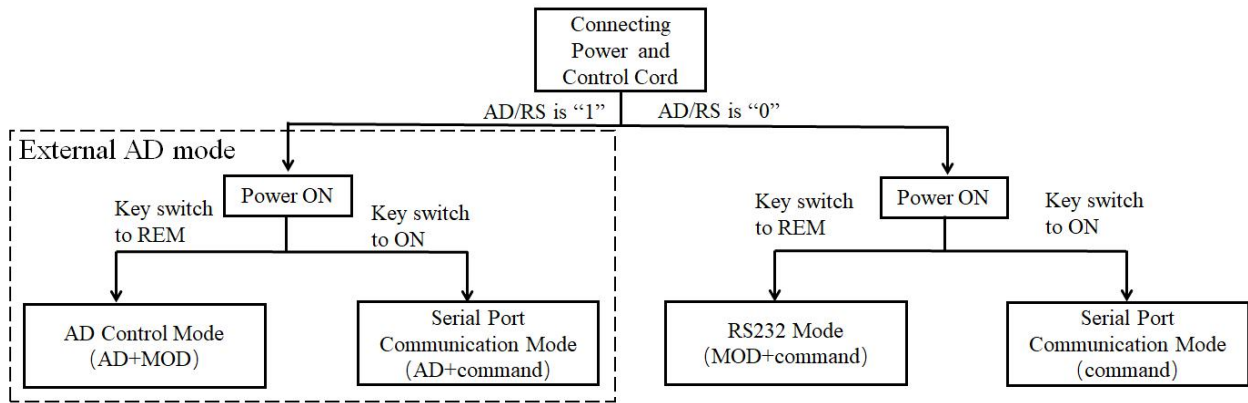 Connecting
Power and
Control Cord
AD/RS is “1”
AD/RS is “0”
External AD mode
Power ON
Key switch
to REM
Key switch
to ON
AD Control Mode
（AD+MOD）
Serial Port
Communication Mode
（AD+command）
Power ON
Key switch
to REM
Key switch
to ON
RS232 Mode
（MOD+command）
Serial Port
Communication Mode
（command）